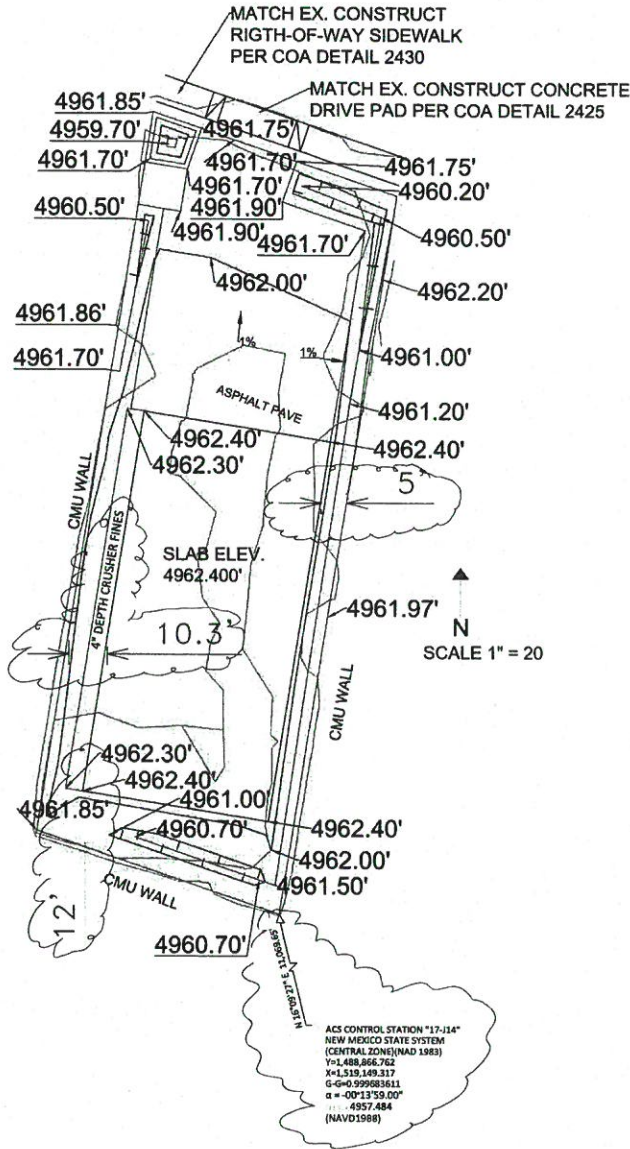 MATCH EX. CONSTRUCT
RIGTH-OF-WAY SIDEWALK
PER COA DETAIL 2430
MATCH EX. CONSTRUCT CONCRETE
DRIVE PAD PER COA DETAIL 2425
4961.85'
4959.70'
4961.75'
4961.70'
4961.70'
4961.75'
4961.70'
4960.20'
4960.50'
4961.90'
4961.90'
4961.70'
4960.50'
4962.00'
4962.20'
4961.86'
1%
1%
4961.00'
4961.70'
ASPHALT PAVE
4961.20'
4962.40'
4962.40'
4962.30'
CMU WALL
5'
4" DEPTH CRUSHER FINES
SLAB ELEV.
4962.400'
4961.97'
N
SCALE 1" = 20
10.3'
CMU WALL
4962.30'
4962.40'
4961.00'
4961.85'
4960.70'
4962.40'
4962.00'
CMU WALL
4961.50'
12'
4960.70'
ACS CONTROL STATION "17-J14"
NEW MEXICO STATE SYSTEM
(CENTRAL ZONE)(NAD 1983)
Y=1,488,866.762
X=1,519,149.317
G-G=0.999683611
α = -00°13'59.00"
4957.484
(NAVD1988)